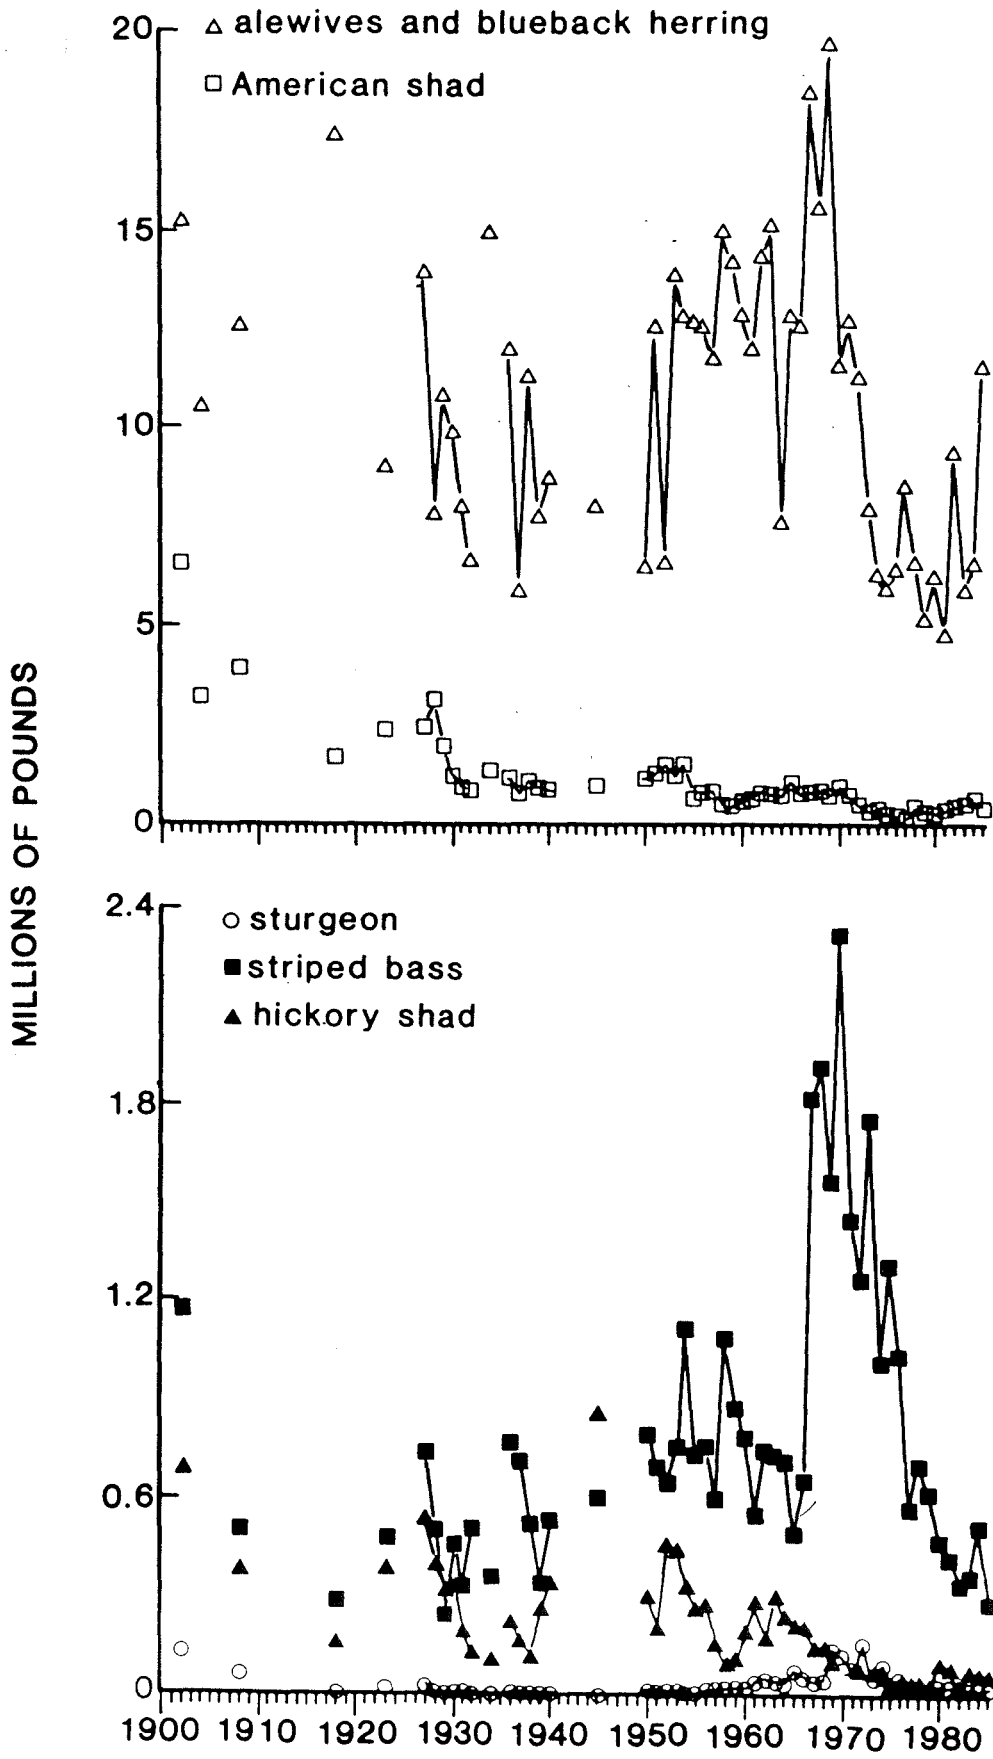 20
alewives and blueback herring
American shad
15
10
5
0
MILLIONS OF POUNDS
2.4
sturgeon
striped bass
hickory shad
1.8
1.2
0.6
0
1900 1910 1920 1930 1940 1950 1960 1970 1980